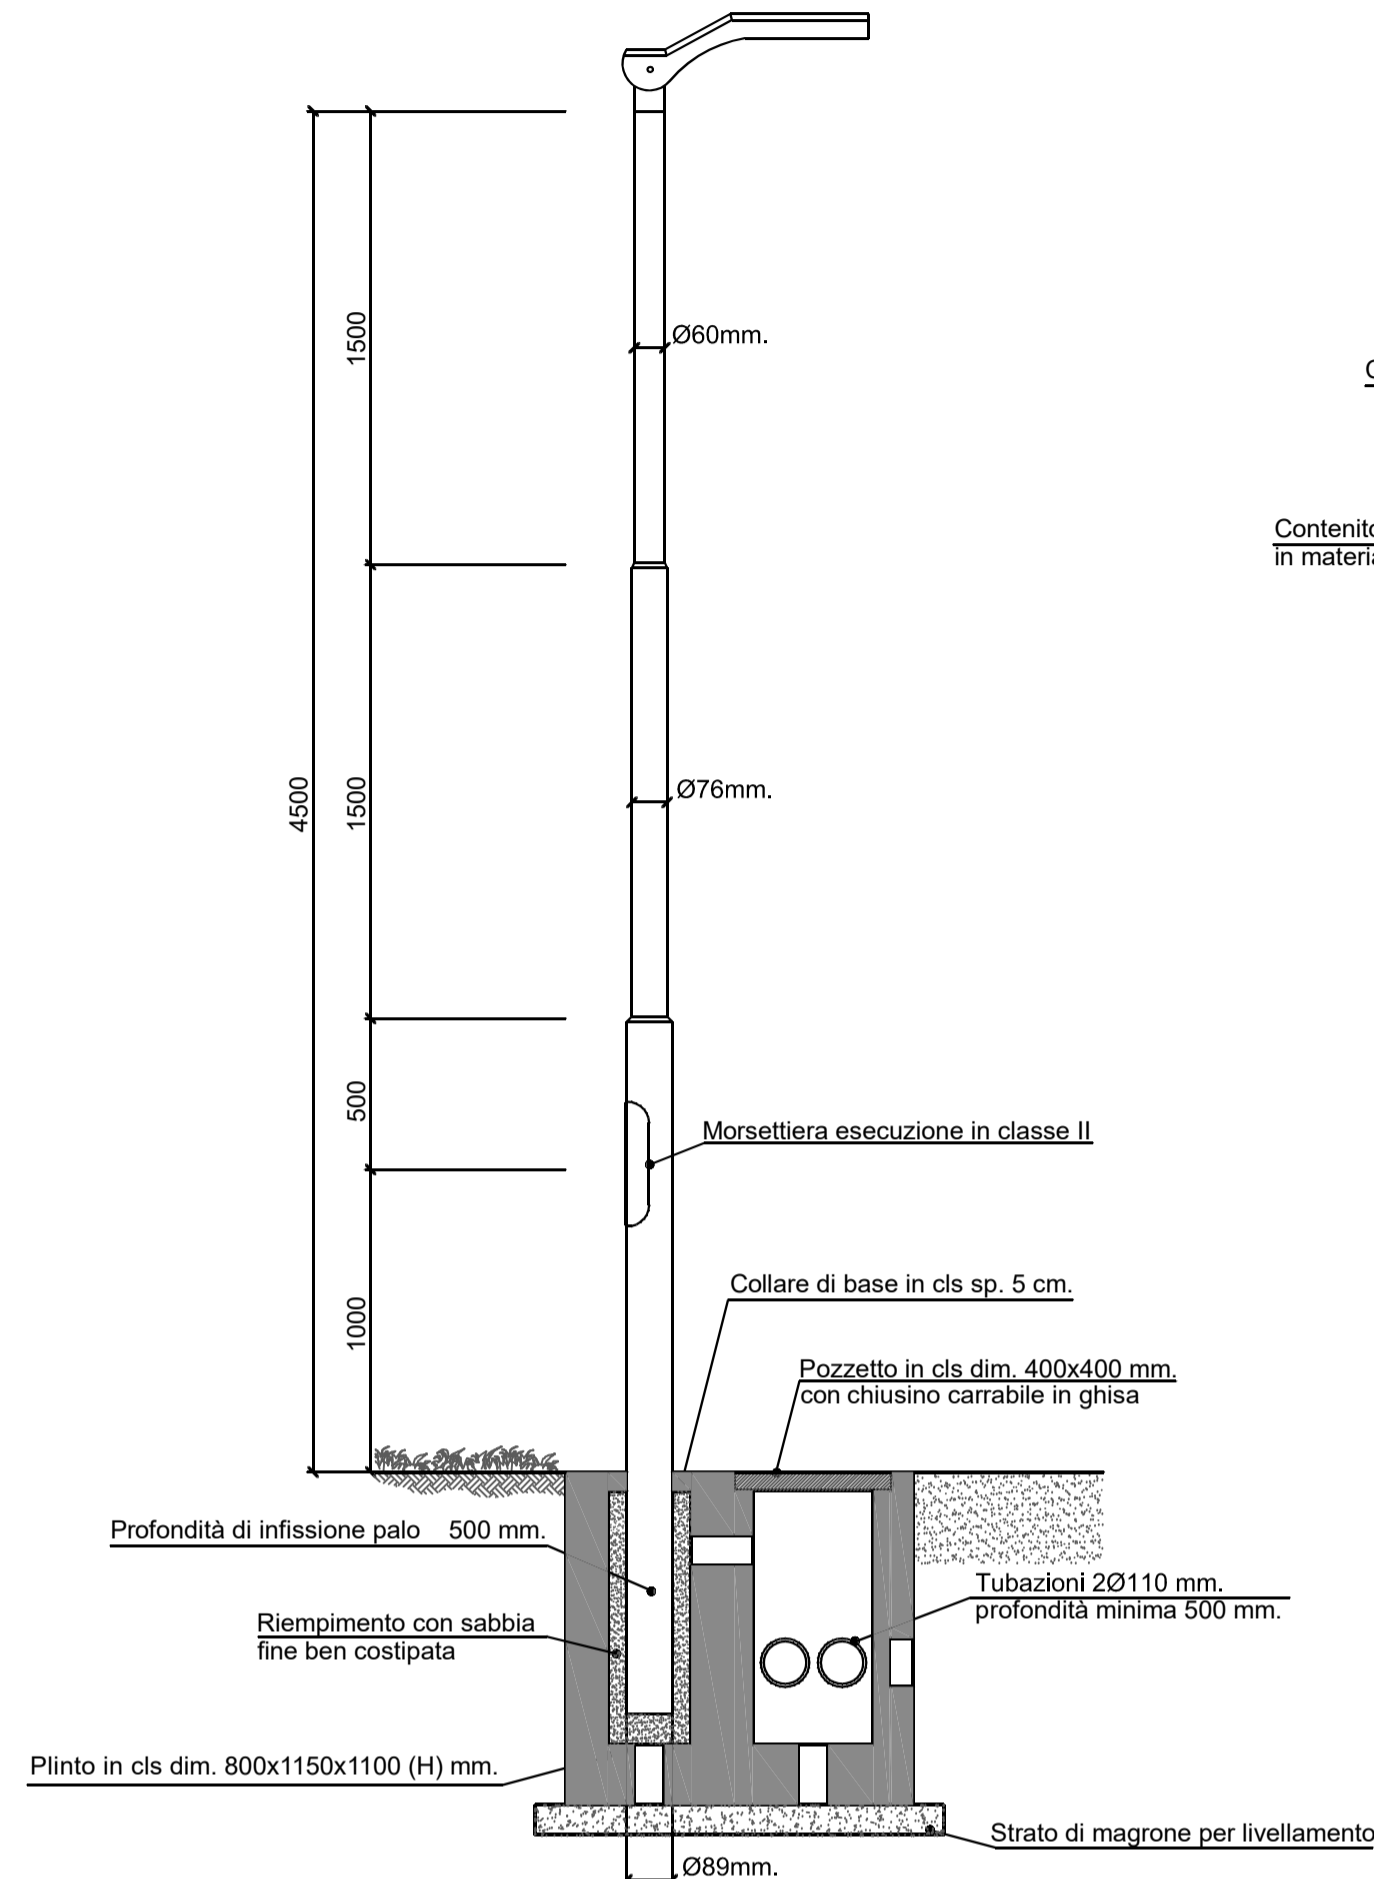 1500
Ø60mm.
Contenito
in materia
4500
1500
Ø76mm.
500
Morsettiera esecuzione in classe II
1000
Collare di base in cls sp. 5 cm.
Pozzetto in cls dim. 400x400 mm.
con chiusino carrabile in ghisa
Profondità di infissione palo 500 mm.
Tubazioni 2Ø110 mm.
profondità minima 500 mm.
Riempimento con sabbia
fine ben costipata
Plinto in cls dim. 800x1150x1100 (H) mm.
Strato di magrone per livellamento
Ø89mm.